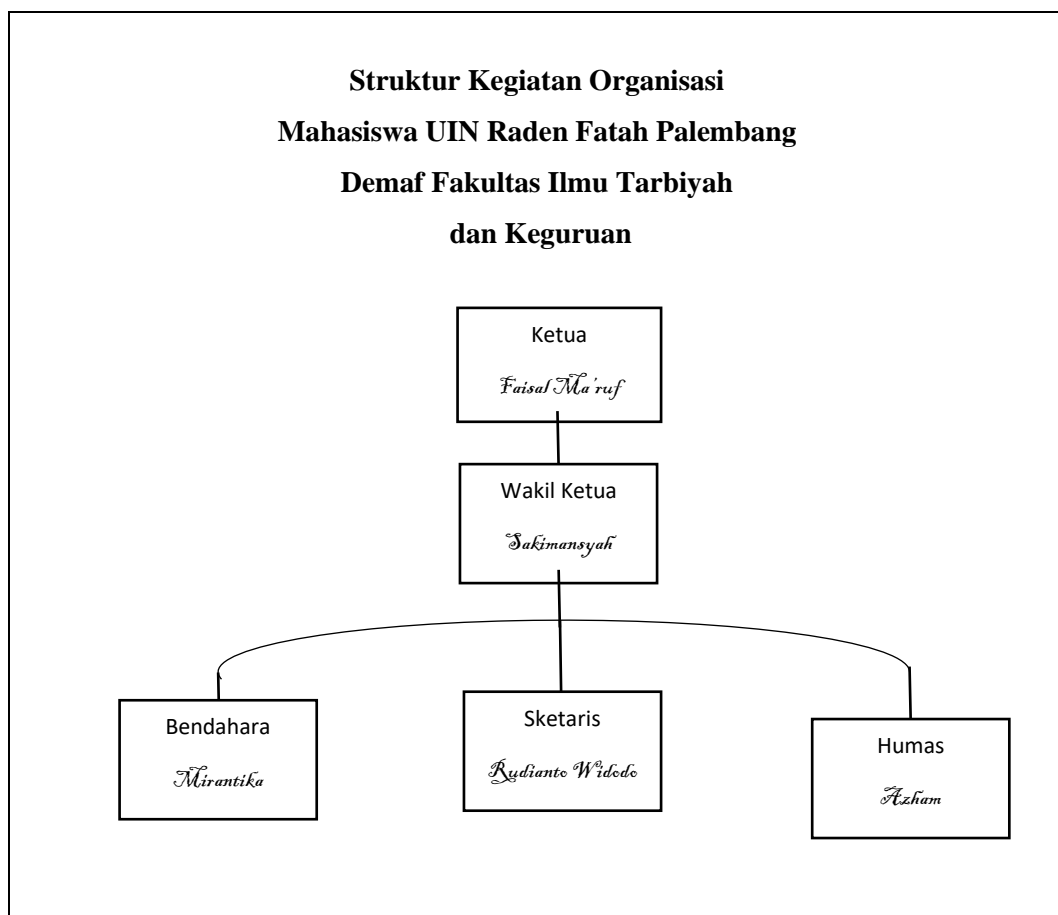 Struktur Kegiatan Organisasi
Mahasiswa UIN Raden Fatah Palembang
Demaf Fakultas Ilmu Tarbiyah
dan Keguruan
Ketua
Faisal Ma'ruf
Wakil Ketua
Sakimansyah
Bendahara
Mirantika
Sketaris
Rudianto Widodo
Humas
Azham